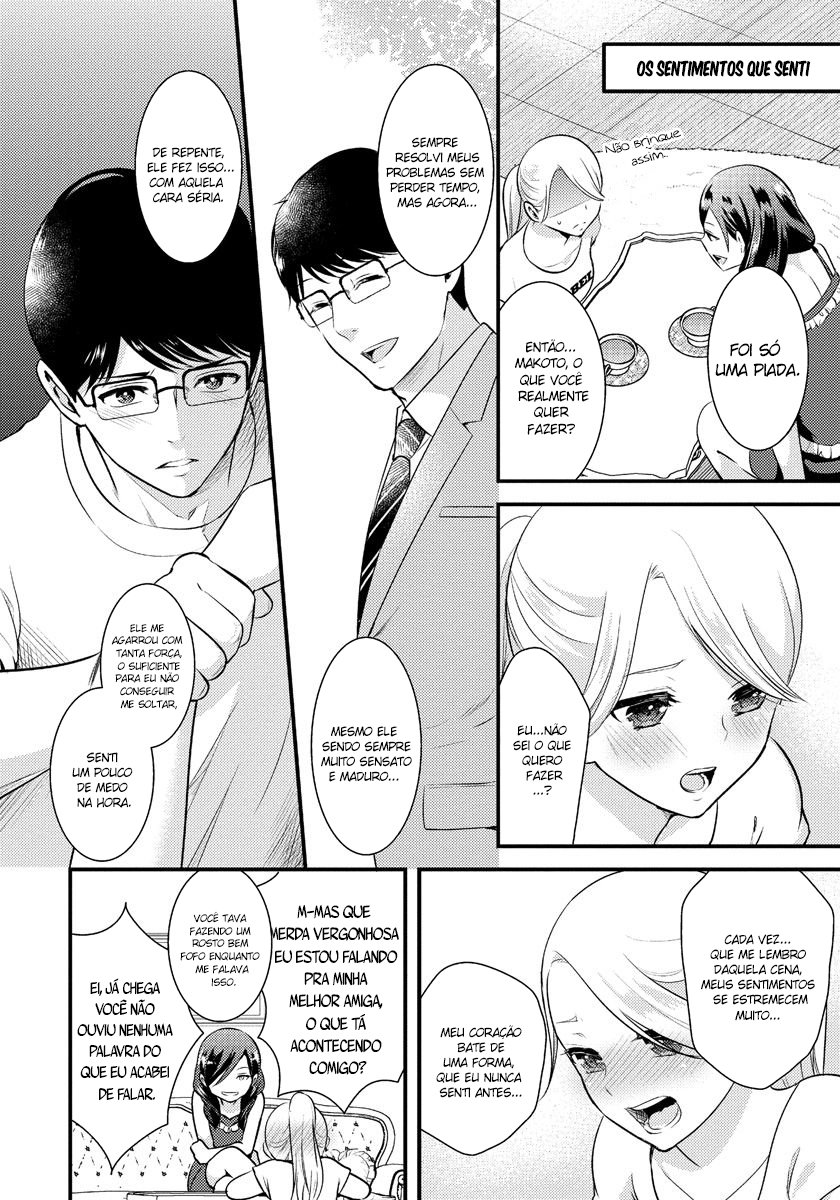 OS SENTIMENTOS QUE SENTI
Não brinque
assim...
FOI SÓ
UMA PIADA.
ENTÃO...
MAKOTO, O
QUE VOCÊ
REALMENTE
QUER
FAZER?
EU...NÃO
SEI O QUE
QUERO
FAZER
...?
SEMPRE
RESOLVI MEUS
PROBLEMAS SEM
PERDER TEMPO,
MAS AGORA...
MESMO ELE
SENDO SEMPRE
MUITO SENSATO
E MADURO...
DE REPENTE,
ELE FEZ ISSO...
COM AQUELA
CARA SÉRIA.
ELE ME
AGARROU COM
TANTA FORÇA,
O SUFICIENTE
PARA EU NÃO
CONSEGUIR
ME SOLTAR,
SENTI
UM POUCO
DE MEDO
NA HORA.
CADA VEZ...
QUE ME LEMBRO
DAQUELA CENA,
MEUS SENTIMENTOS
SE ESTREMECEM
MUITO...
MEU CORAÇÃO
BATE DE
UMA FORMA,
QUE EU NUNCA
SENTI ANTES...
M-MAS QUE
MERDA VERGONHOSA
EU ESTOU FALANDO
PRA MINHA
MELHOR AMIGA,
O QUE TÁ
ACONTECENDO
COMIGO?
VOCÊ TAVA
FAZENDO UM
ROSTO BEM
FOFO ENQUANTO
ME FALAVA
ISSO.
EI, JÁ CHEGA
VOCÊ NÃO
OUVIU NENHUMA
PALAVRA DO
QUE EU ACABEI
DE FALAR.